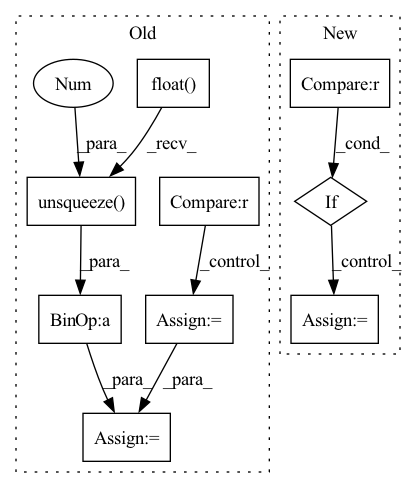 Old
New
Num
float()
Compare:r
_para_
_recv_
_cond_
unsqueeze()
Compare:r
If
_para_
_control_
_control_
BinOp:a
Assign:=
Assign:=
_para_
_para_
Assign:=